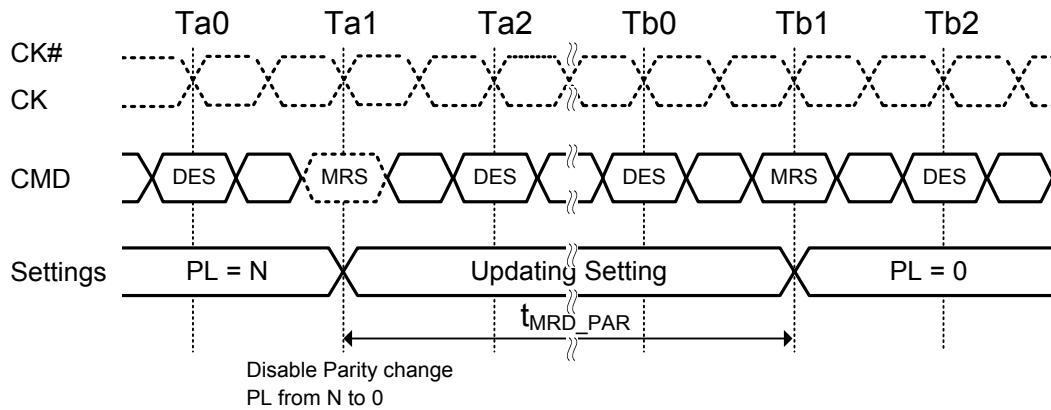 Ta0 Ta1 Ta2 Tb0 Tb1 Tb2
CK#
CK
CMD DES MRS DES DES MRS DES
Settings PL = N Updating Setting PL = 0
tMRD_PAR
Disable Parity change
PL from N to 0